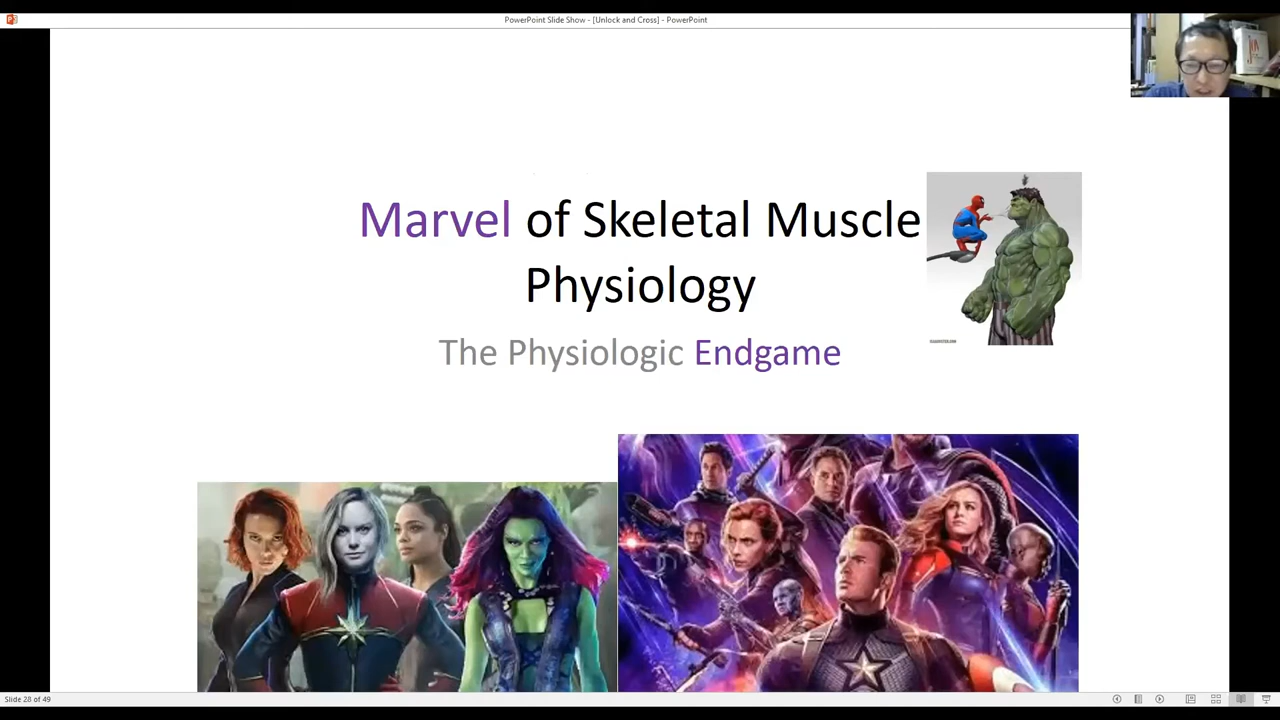 PowerPoint Slide Show - [Unlock and Cross] - PowerPoint
Marvel of Skeletal Muscle
Physiology
The Physiologic Endgame
Slide 28 of 49